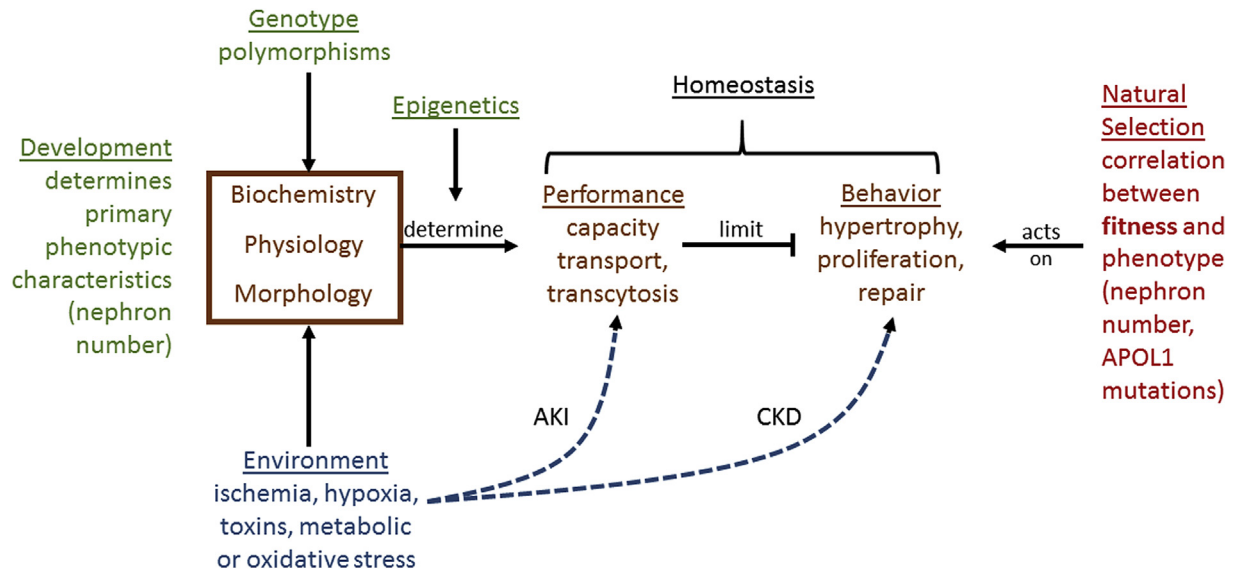 Genotype
polymorphisms
Epigenetics
Homeostasis
Development
determines
primary
phenotypic
characteristics
(nephron
number)
Biochemistry
Physiology
Morphology
determine
Performance
capacity
transport,
transcytosis
limit
Behavior
hypertrophy,
proliferation,
repair
acts
on
Natural
Selection
correlation
between
fitness and
phenotype
(nephron
number,
APOL1
mutations)
AKI
CKD
Environment
ischemia, hypoxia,
toxins, metabolic
or oxidative stress